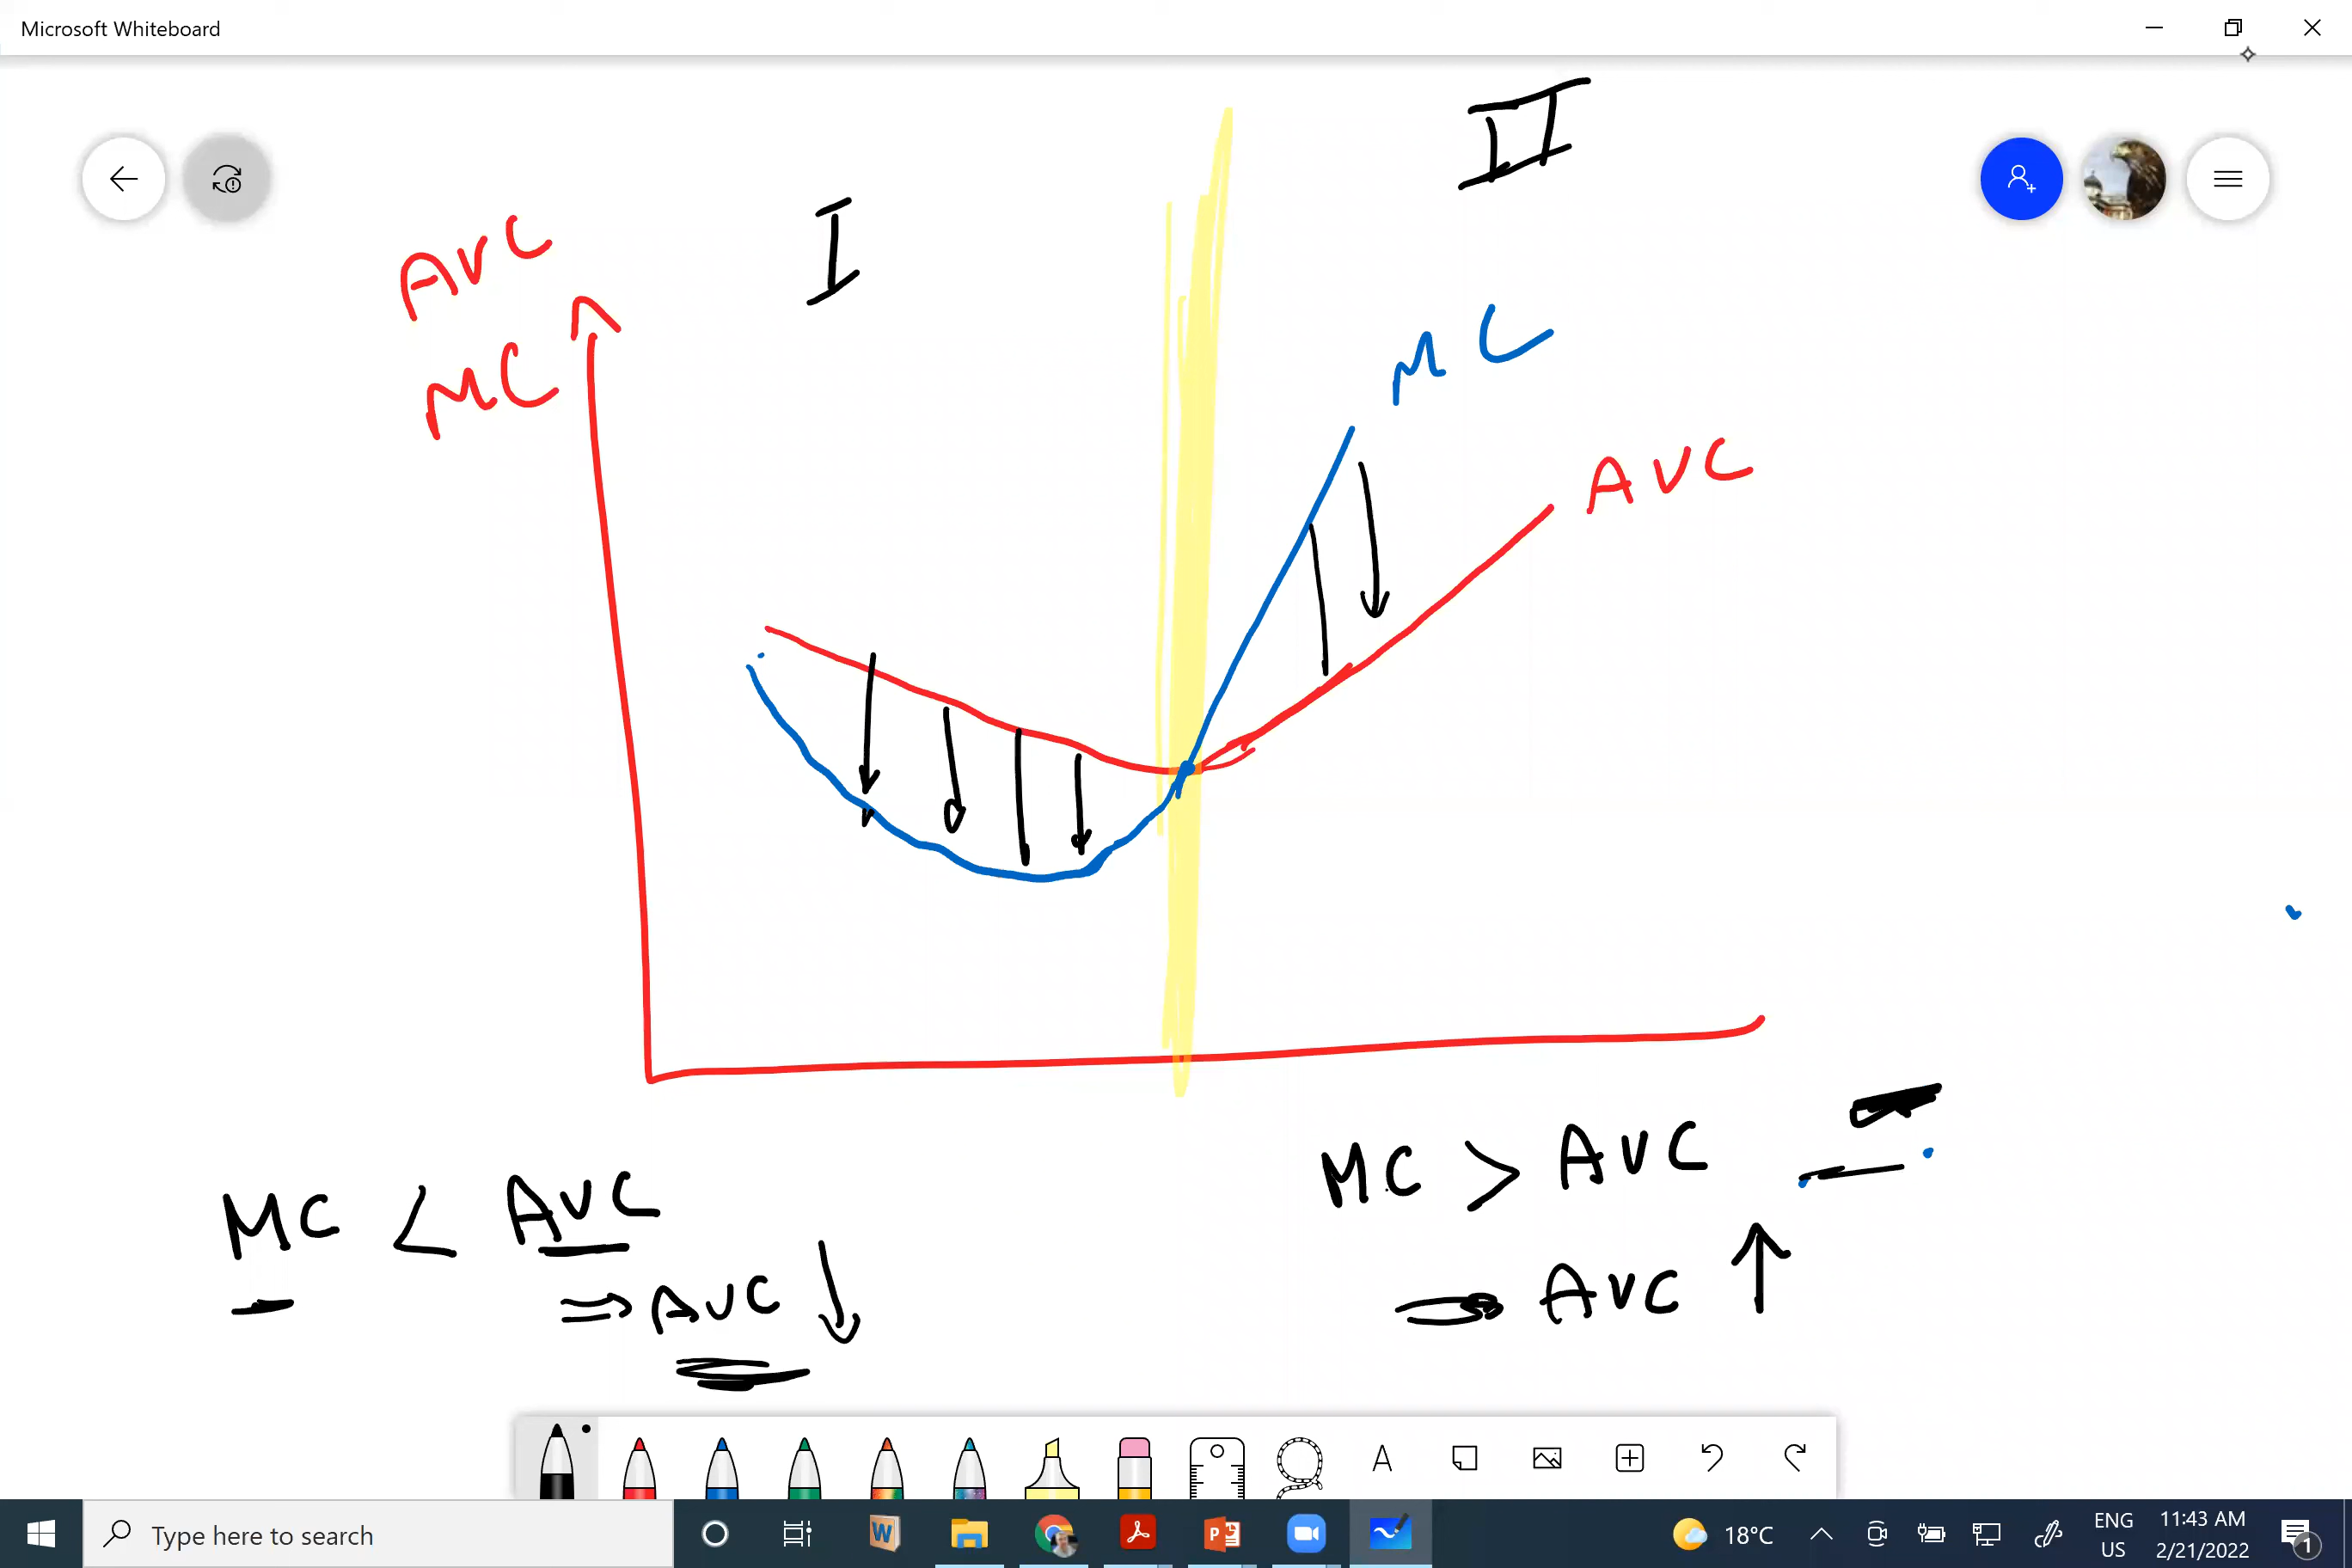 Microsoft Whiteboard
I
II
AVC
MC
MC
AVC
MC < AVC
⇒ AVC ↓
MC > AVC
⇒ AVC ↑
A
Type here to search
W
P
18°C
ENG
US
11:43 AM
2/21/2022
1